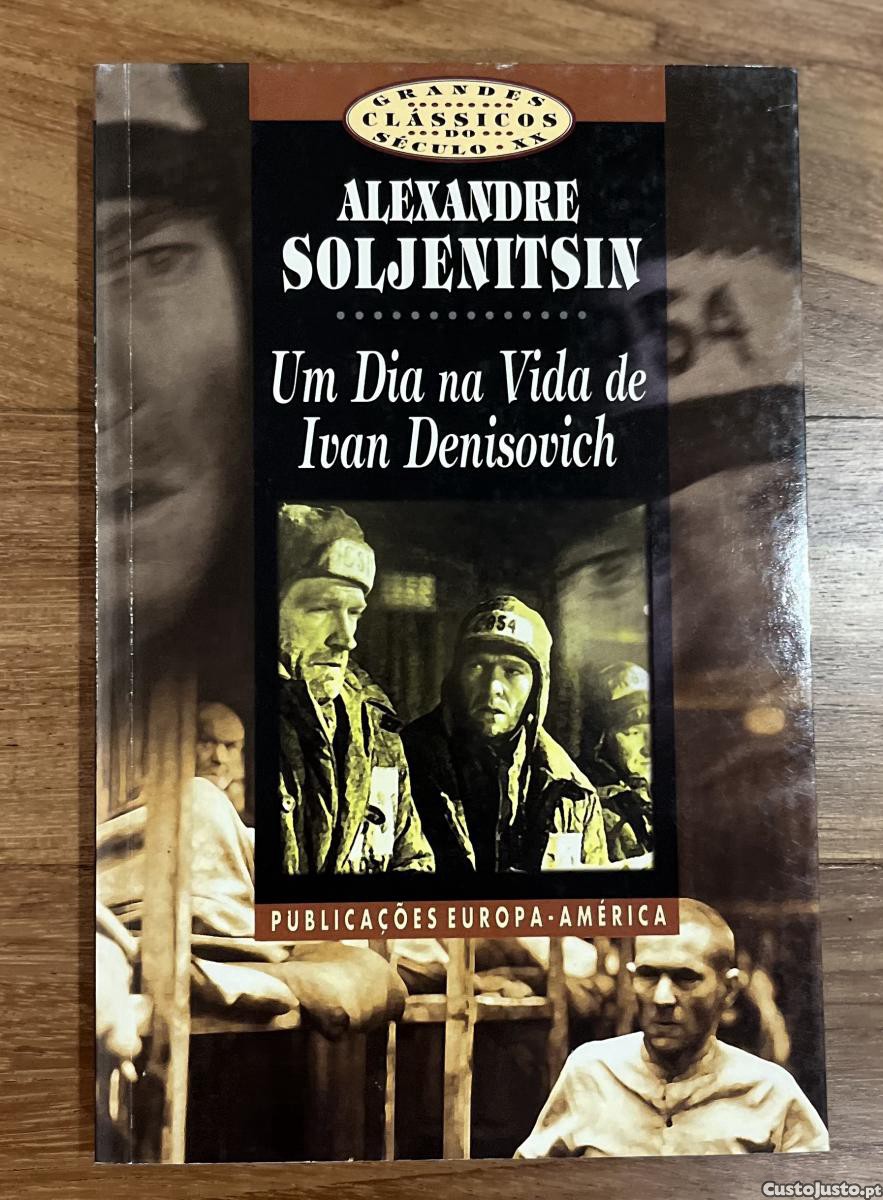 GRANDES
CLÁSSICOS
DO
SÉCULO • XX
ALEXANDRE
SOLJENITSIN
Um Dia na Vida de
Ivan Denisovich
854
PUBLICAÇÕES EUROPA-AMÉRICA
CustoJusto.pt